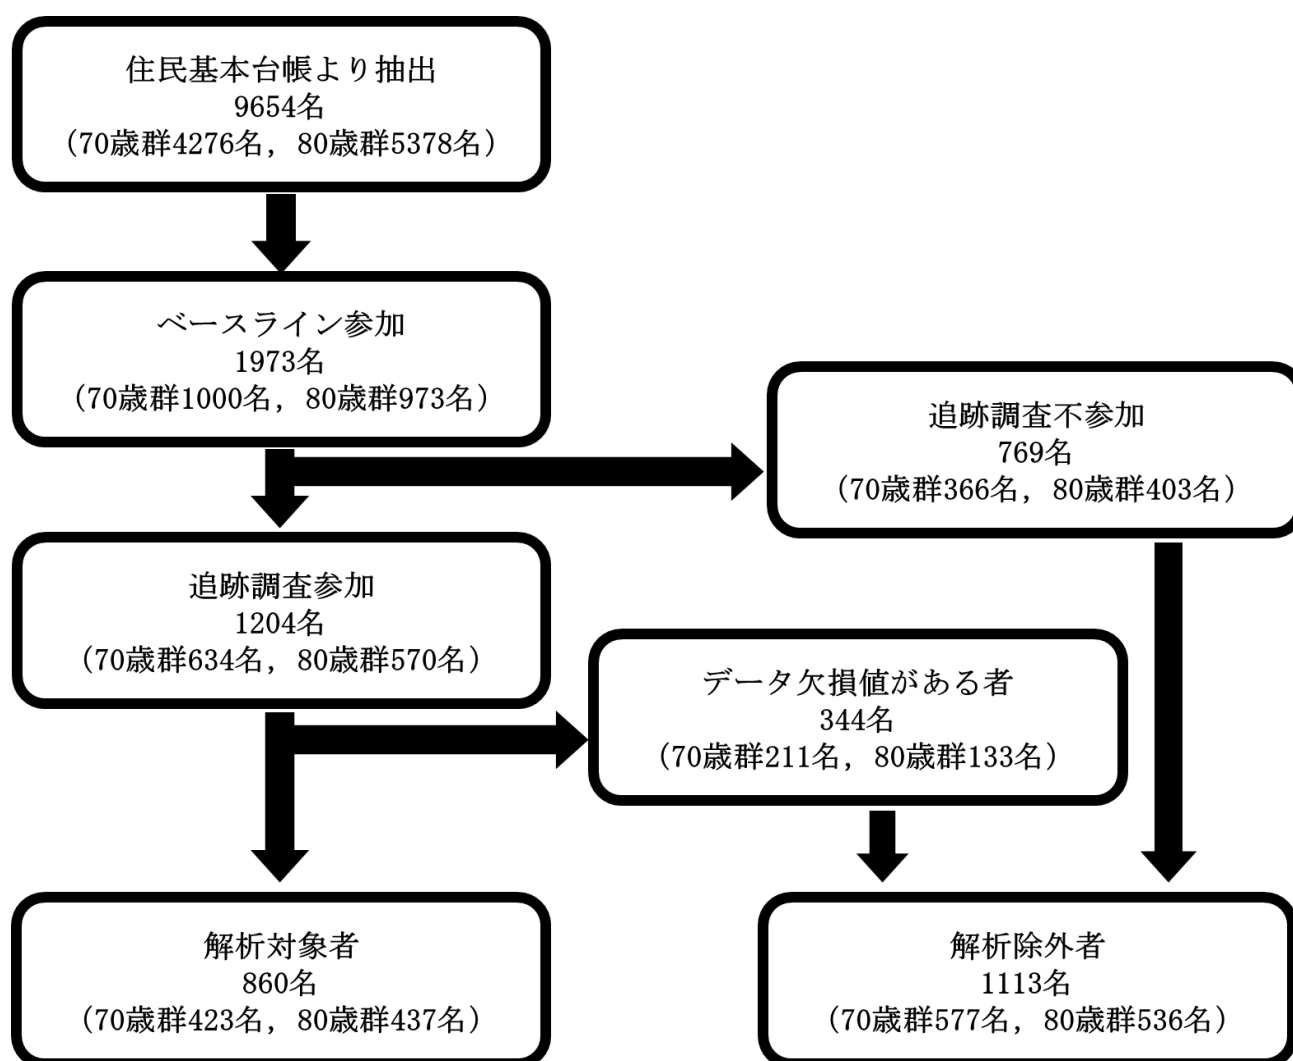 住民基本台帳より抽出
9654名
（70歳群4276名，80歳群5378名）
ベースライン参加
1973名
（70歳群1000名，80歳群973名）
追跡調査不参加
769名
（70歳群366名，80歳群403名）
追跡調査参加
1204名
（70歳群634名，80歳群570名）
データ欠損値がある者
344名
（70歳群211名，80歳群133名）
解析対象者
860名
（70歳群423名，80歳群437名）
解析除外者
1113名
（70歳群577名，80歳群536名）